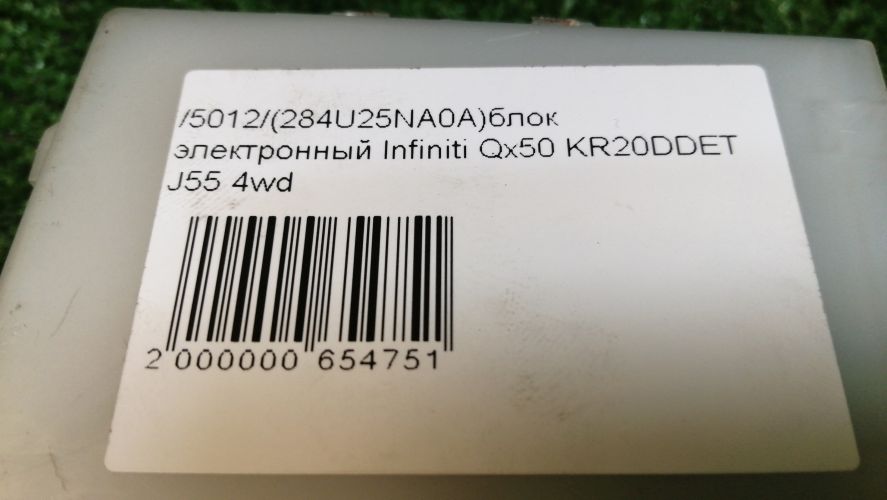 /5012/(284U25NA0A)блок
электронный Infiniti Qx50 KR20DDET
J55 4wd
2 000000 654751